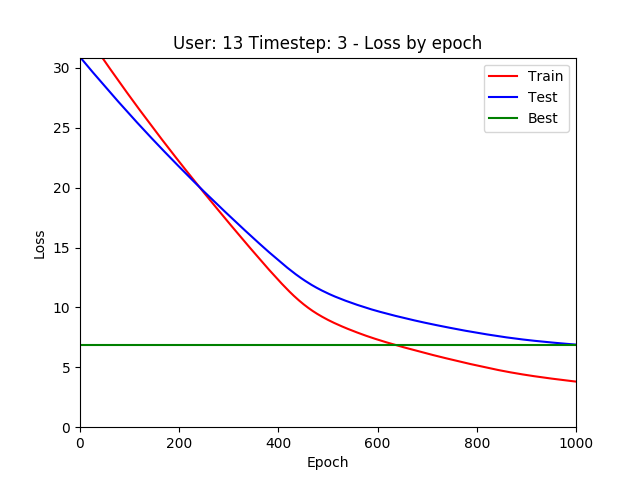 User: 13 Timestep: 3 - Loss by epoch
30
25
20
15
10
5
0
Loss
Train
Test
Best
0 200 400 600 800 1000
Epoch